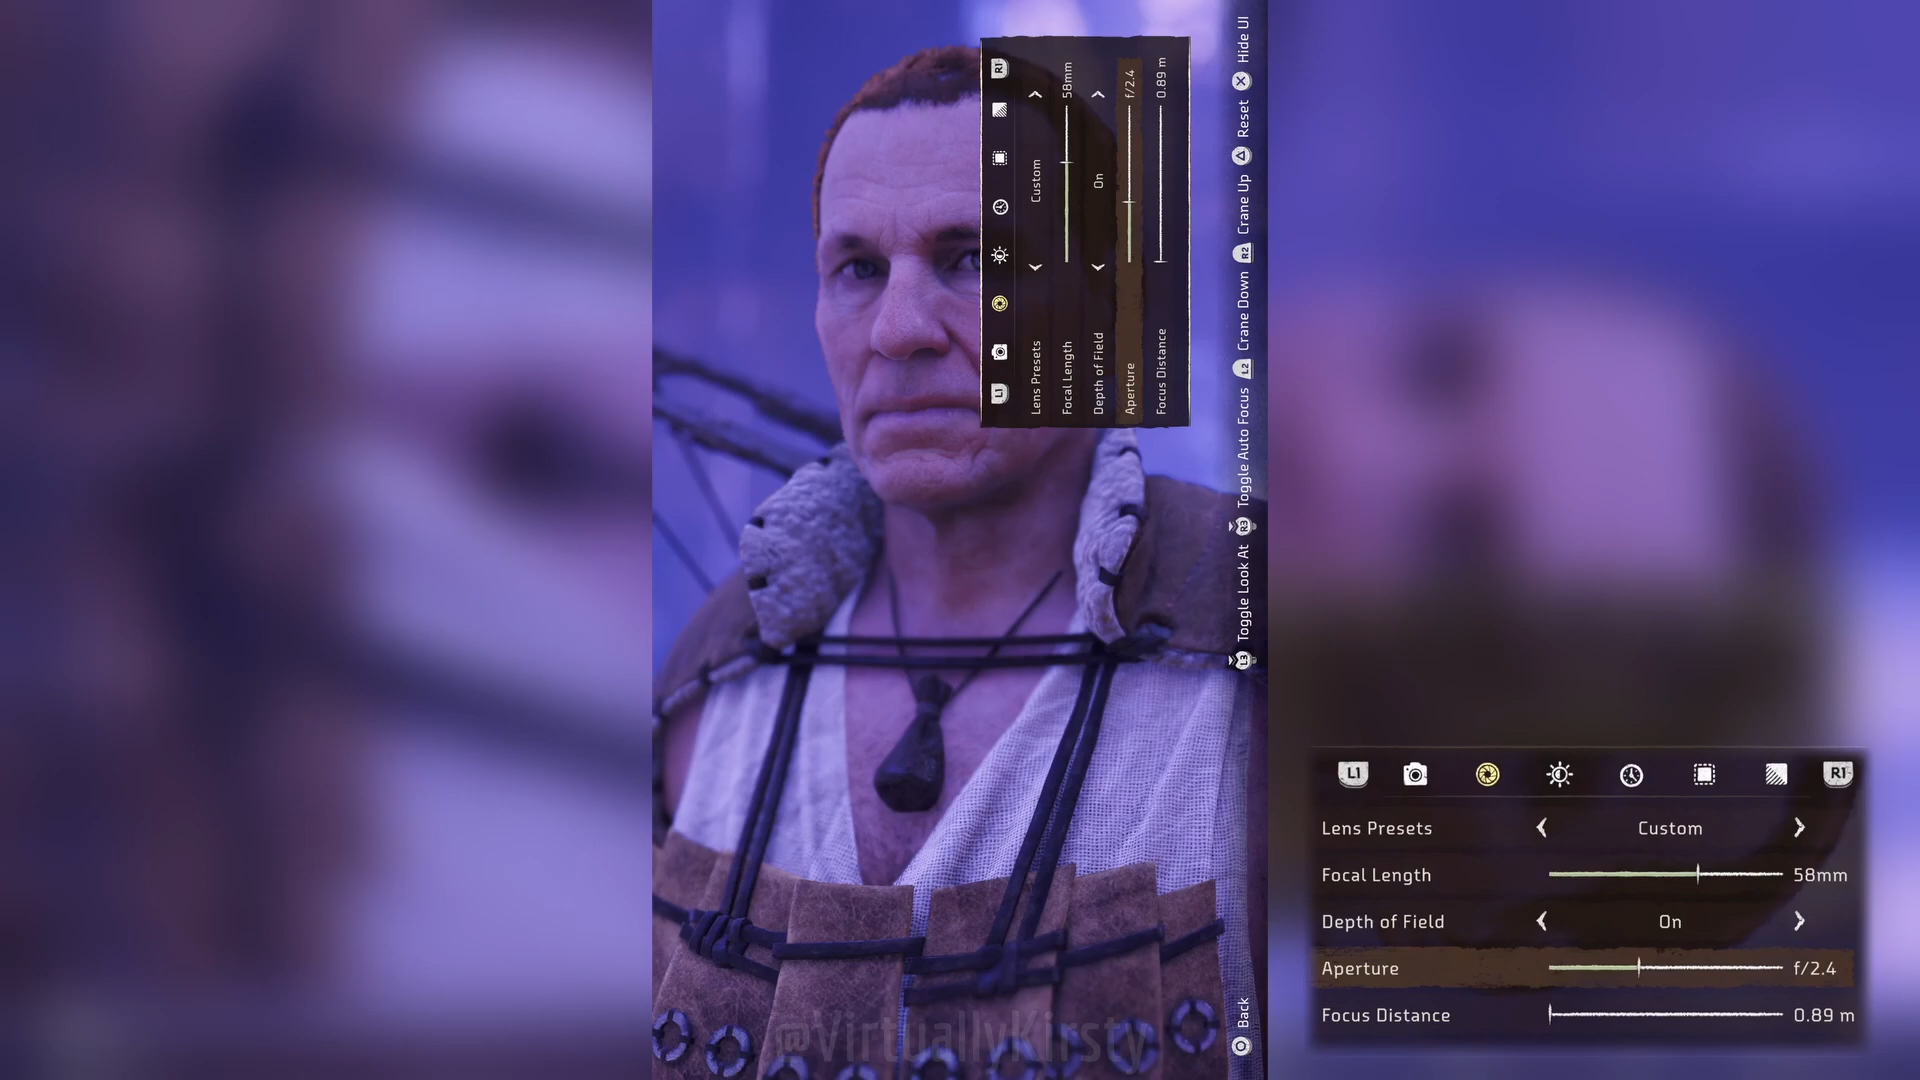 R1
L1
Lens Presets Custom
Focal Length 58mm
Depth of Field On
Aperture f/2.4
Focus Distance 0.89 m
Back
L3 Toggle Look At R3 Toggle Auto Focus L2 Crane Down R2 Crane Up Reset Hide UI
@VirtuallyKirsty
L1 R1
Lens Presets Custom
Focal Length 58mm
Depth of Field On
Aperture f/2.4
Focus Distance 0.89 m